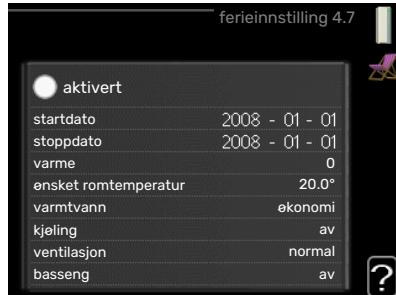 ferieinnstilling 4.7
aktivert
startdato 2008 - 01 - 01
stoppdato 2008 - 01 - 01
varme 0
ønsket romtemperatur 20.0°
varmtvann økonomi
kjøling av
ventilasjon normal
basseng av
?